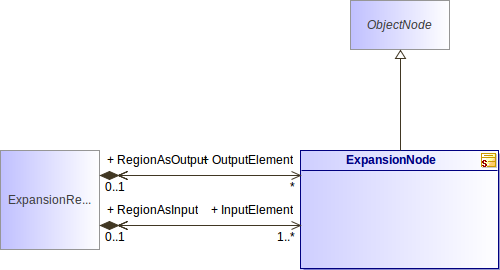 ObjectNode
+ RegionAsOutput
+ OutputElement
ExpansionNode
0..1
*
ExpansionRe...
+ RegionAsInput
+ InputElement
0..1
1..*